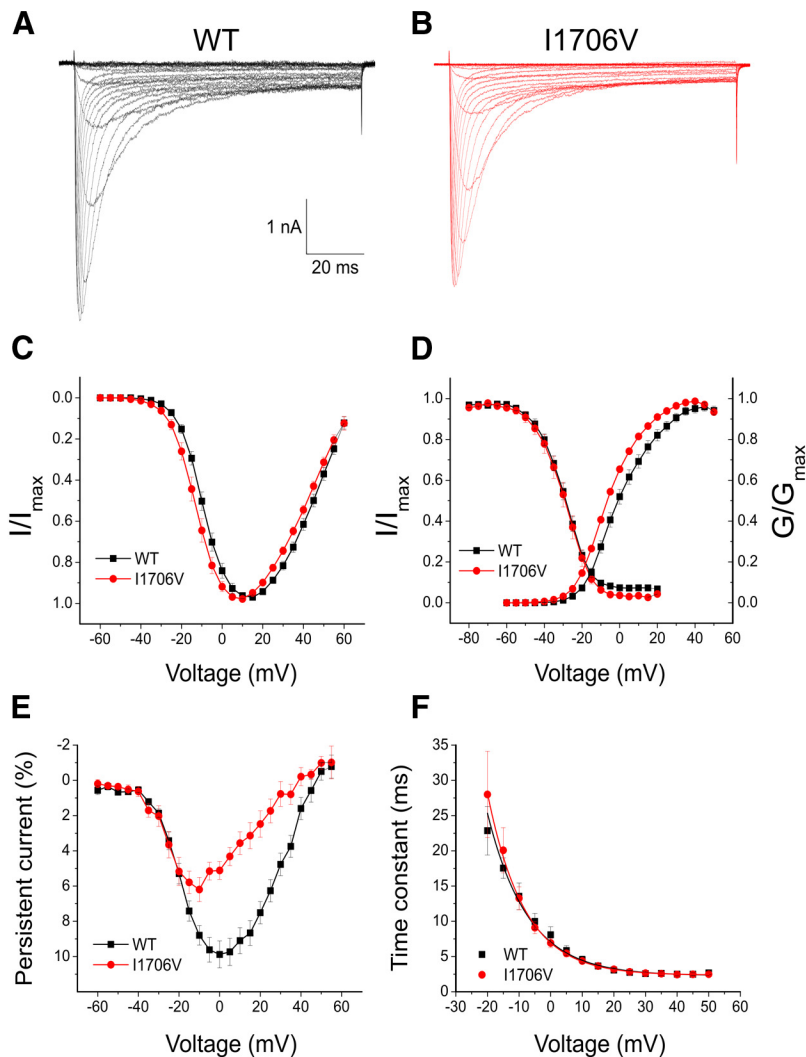 A WT
B I1706V
1 nA
20 ms
C
I/Imax
0.0
0.2
0.4
0.6
0.8
1.0
WT
I1706V
-60 -40 -20 0 20 40 60
Voltage (mV)
D
I/Imax
1.0
0.8
0.6
0.4
0.2
0.0
WT
I1706V
1.0
0.8
0.6
0.4
0.2
0.0
G/Gmax
-80 -60 -40 -20 0 20 40 60
Voltage (mV)
E
Persistent current (%)
-2
0
2
4
6
8
10
WT
I1706V
-60 -40 -20 0 20 40 60
Voltage (mV)
F
Time constant (ms)
35
30
25
20
15
10
5
0
WT
I1706V
-30 -20 -10 0 10 20 30 40 50 60
Voltage (mV)